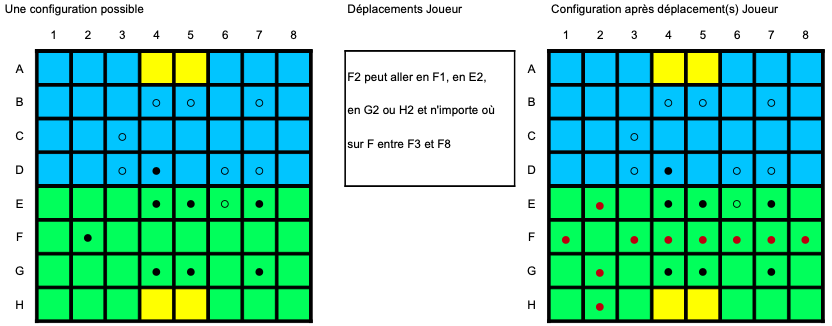 Une configuration possible
Déplacements Joueur
Configuration après déplacement(s) Joueur
1 2 3 4 5 6 7 8
1 2 3 4 5 6 7 8
A
B
C
D
E
F
G
H
F2 peut aller en F1, en E2,
en G2 ou H2 et n'importe où
sur F entre F3 et F8
A
B
C
D
E
F
G
H